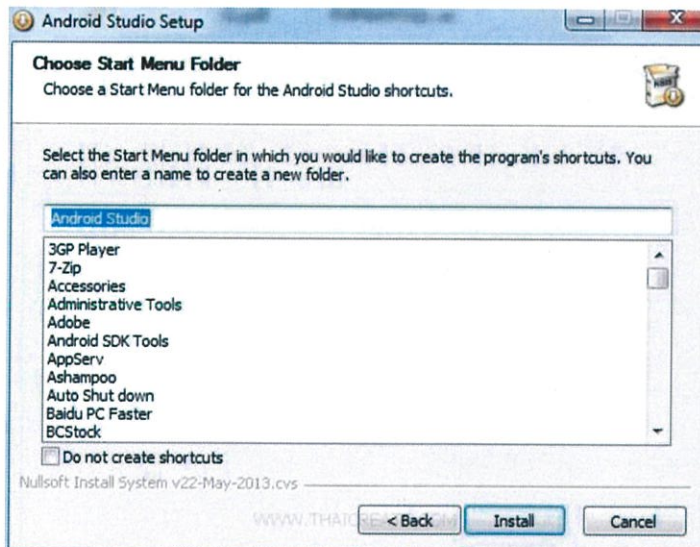 Android Studio Setup
Choose Start Menu Folder
Choose a Start Menu folder for the Android Studio shortcuts.
Select the Start Menu folder in which you would like to create the program's shortcuts. You
can also enter a name to create a new folder.
Android Studio
3GP Player
7-Zip
Accessories
Administrative Tools
Adobe
Android SDK Tools
AppServ
Ashampoo
Auto Shut down
Baidu PC Faster
BCStock
Do not create shortcuts
Nullsoft Install System v22-May-2013.cvs
WWW.THAICREATE.COM
< Back
Install
Cancel